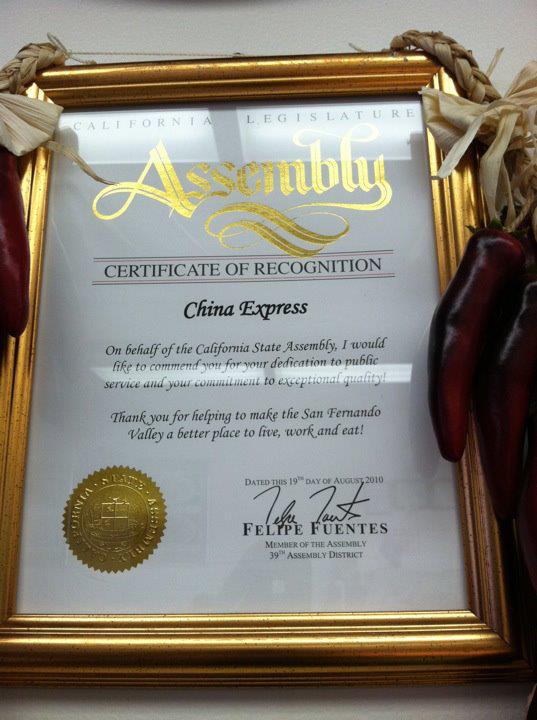 CALIFORNIA LEGISLATURE
Assembly
CERTIFICATE OF RECOGNITION
China Express
On behalf of the California State Assembly, I would
like to commend you for your dedication to public
service and your commitment to exceptional quality!
Thank you for helping to make the San Fernando
Valley a better place to live, work and eat!
DATED THIS 19TH DAY OF AUGUST, 2010
FELIPE FUENTES
MEMBER OF THE ASSEMBLY
39TH ASSEMBLY DISTRICT